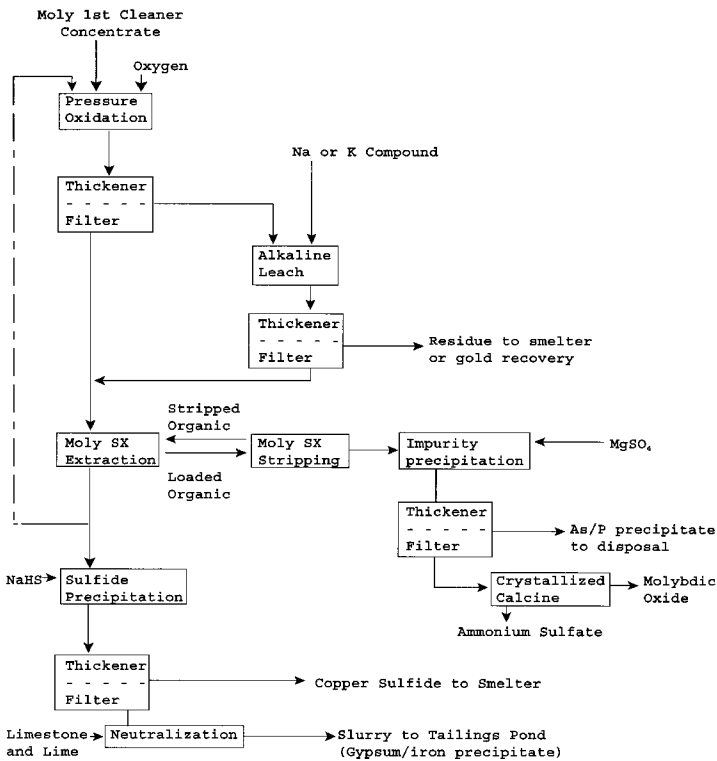 Moly 1st Cleaner
Concentrate
Oxygen
Pressure
Oxidation
Na or K Compound
Thickener
- - - - -
Filter
Alkaline
Leach
Thickener
- - - - -
Filter
Residue to smelter
or gold recovery
Stripped
Organic
Moly SX
Extraction
Loaded
Organic
Moly SX
Stripping
Impurity
precipitation
MgSO₄
Thickener
- - - - -
Filter
As/P precipitate
to disposal
NaHS
Sulfide
Precipitation
Crystallized
Calcine
Molybdic
Oxide
Ammonium Sulfate
Thickener
- - - - -
Filter
Copper Sulfide to Smelter
Limestone
and Lime
Neutralization
Slurry to Tailings Pond
(Gypsum/iron precipitate)